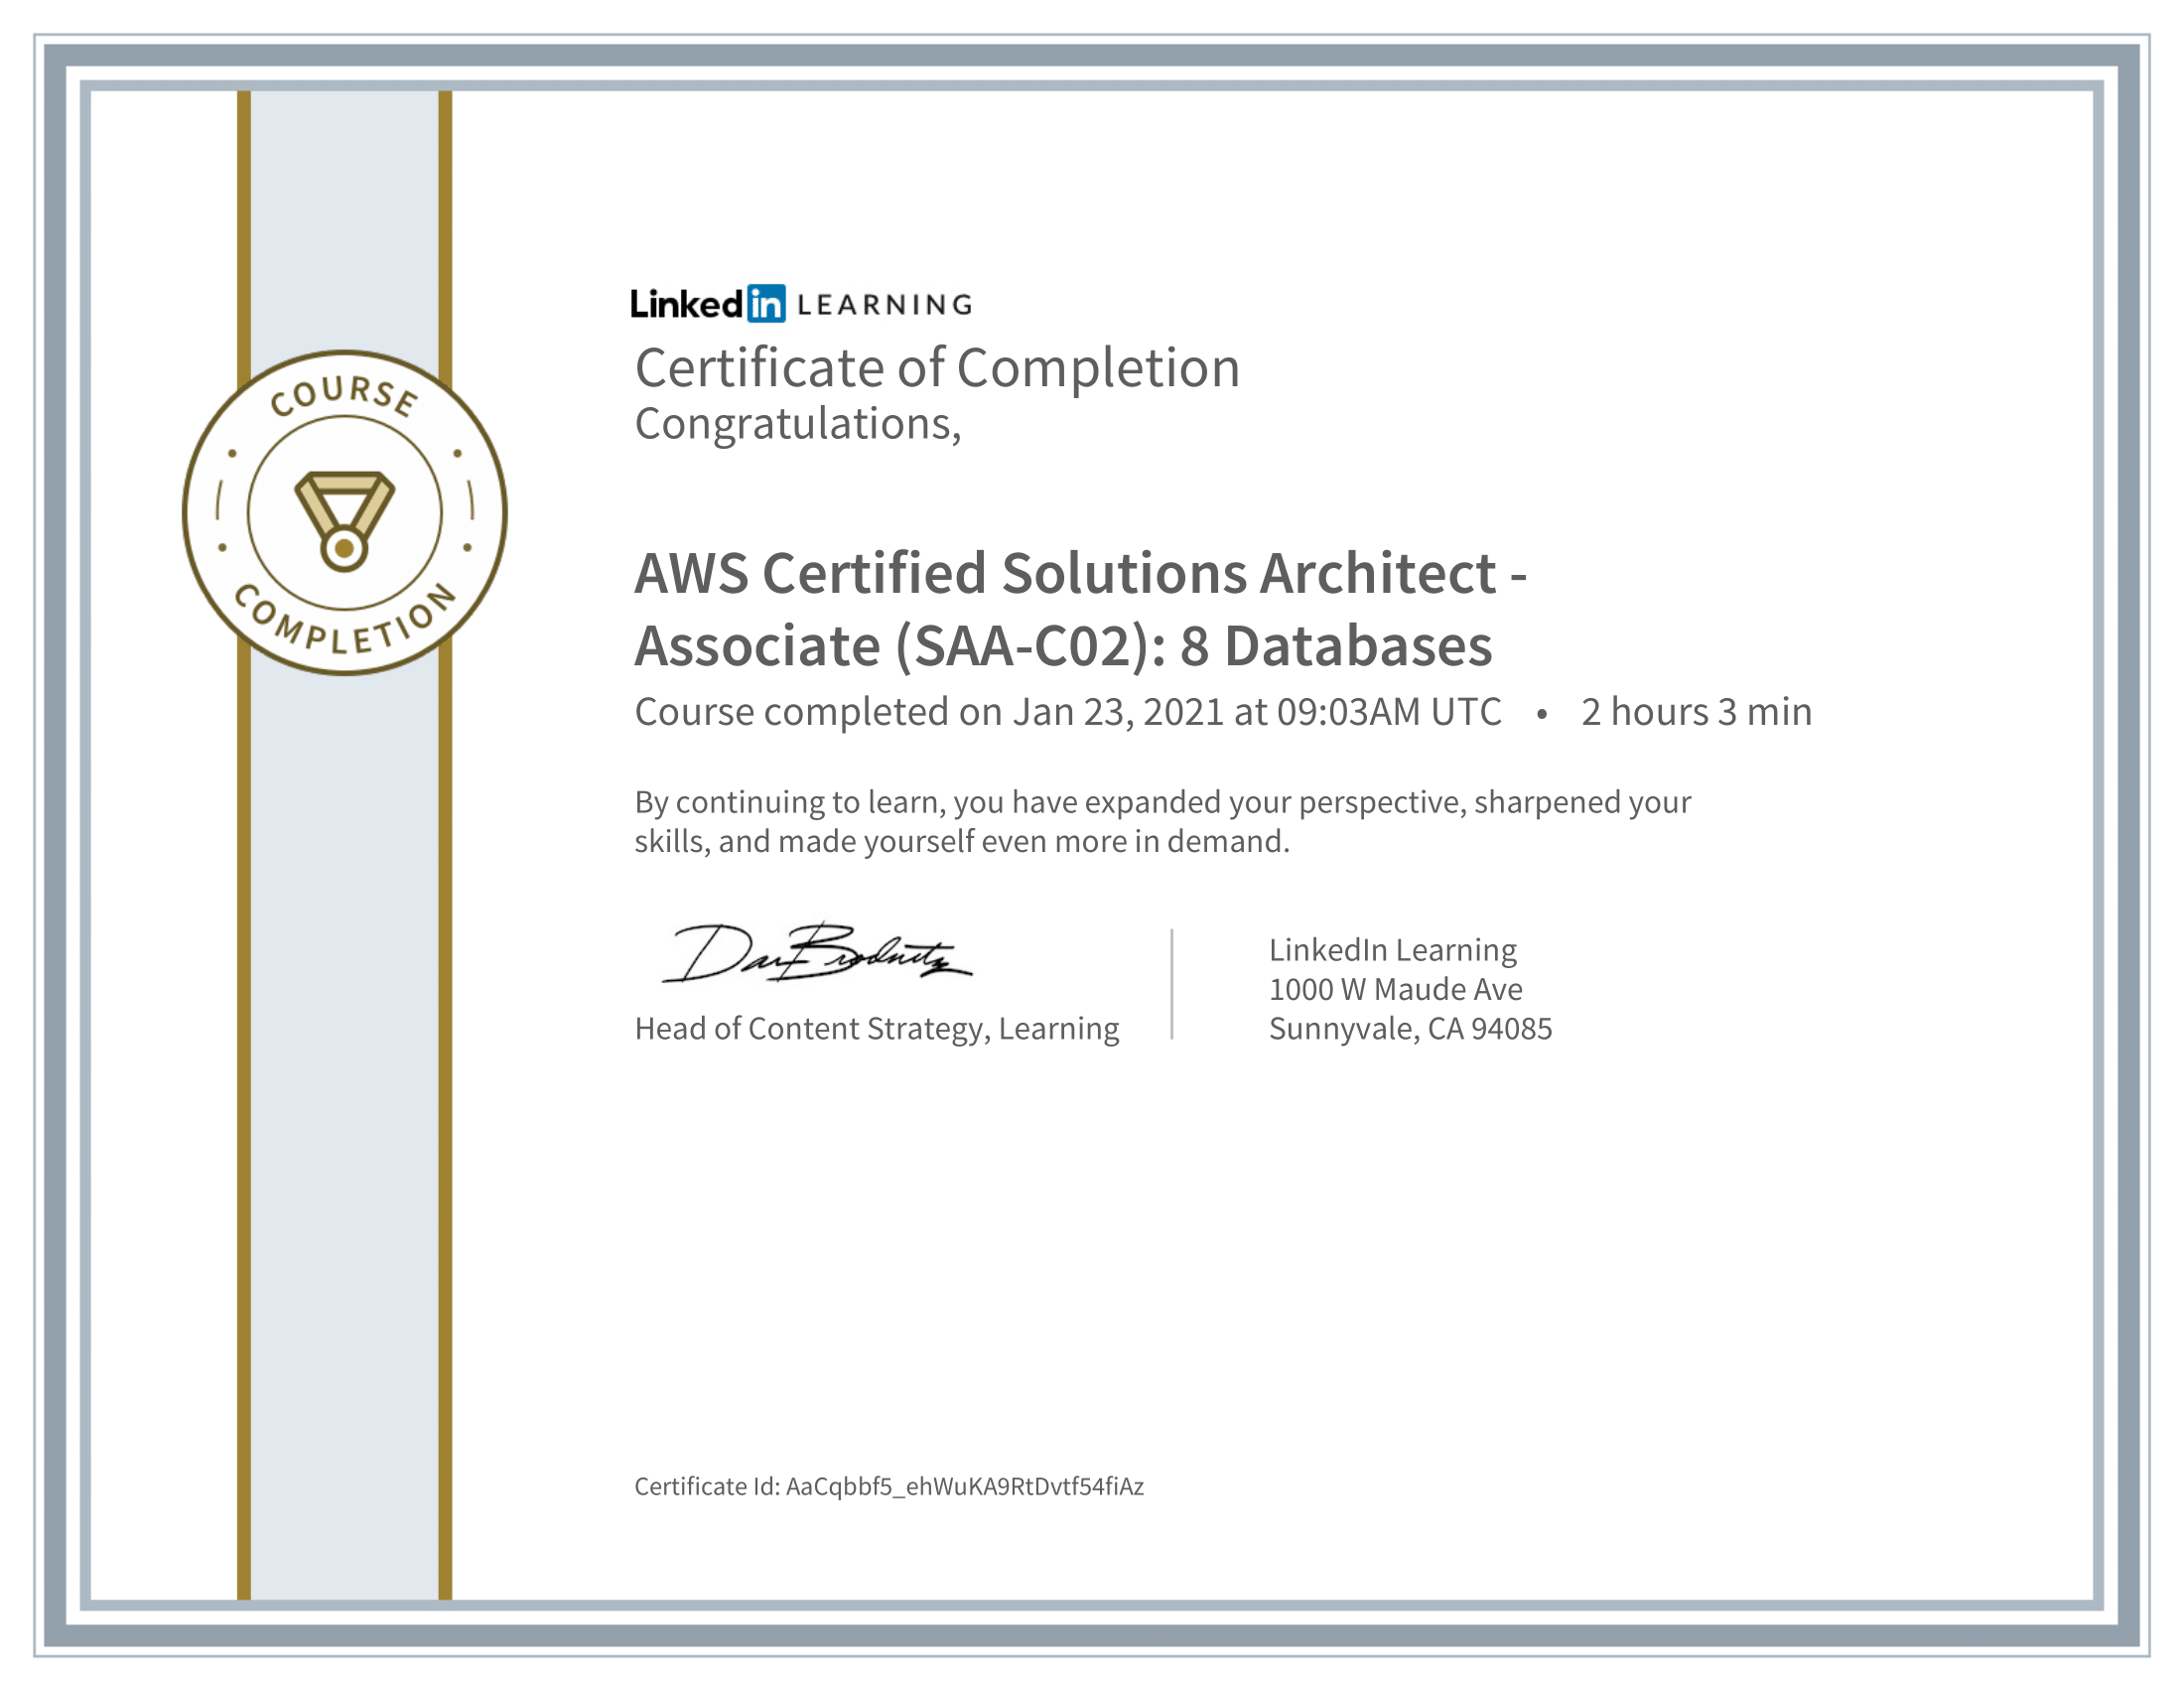 COURSE
COMPLETION
Linked in LEARNING
Certificate of Completion
Congratulations,
AWS Certified Solutions Architect -
Associate (SAA-C02): 8 Databases
Course completed on Jan 23, 2021 at 09:03AM UTC • 2 hours 3 min
By continuing to learn, you have expanded your perspective, sharpened your
skills, and made yourself even more in demand.
Dan Brodnitz
Head of Content Strategy, Learning
LinkedIn Learning
1000 W Maude Ave
Sunnyvale, CA 94085
Certificate Id: AaCqbbf5_ehWuKA9RtDvtf54fiAz